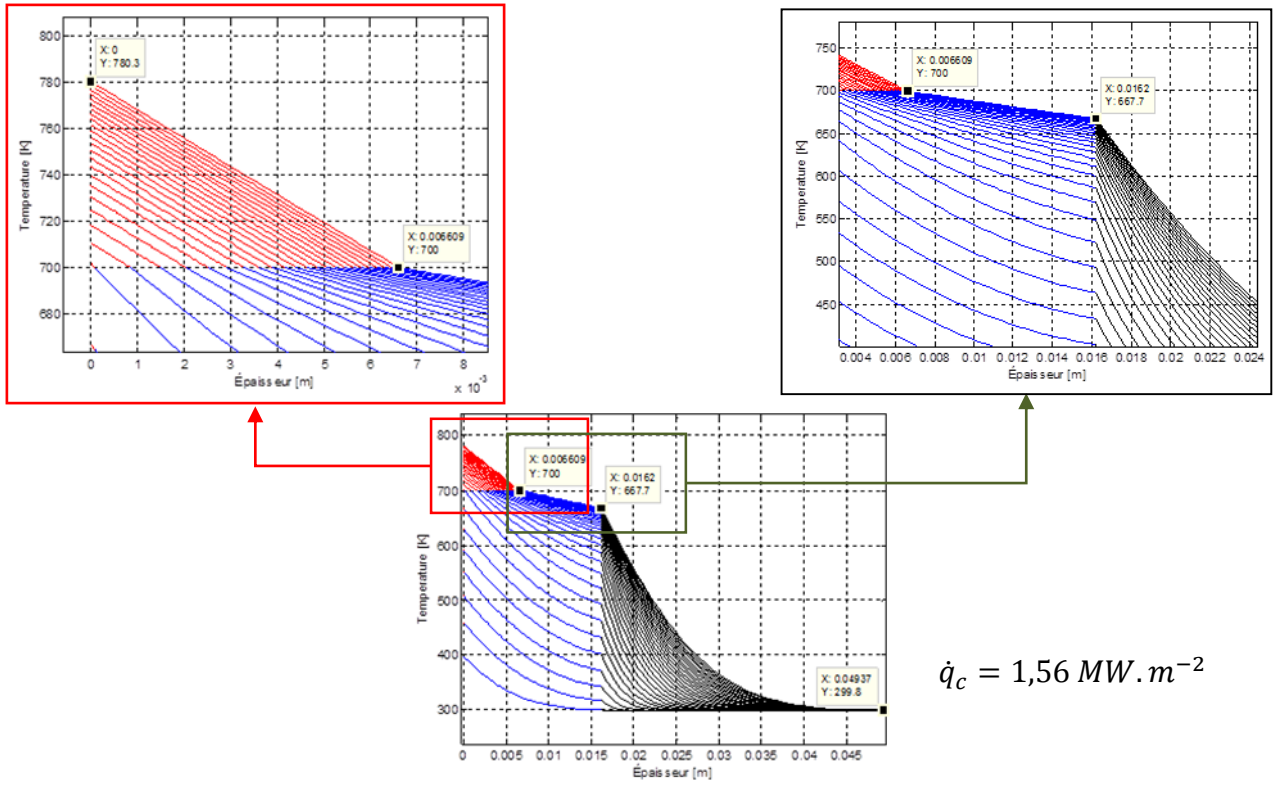 800
780
760
740
720
700
680
Temperature [K]
X: 0
Y: 780.3
X: 0.006609
Y: 700
0 1 2 3 4 5 6 7 8
x 10⁻³
Épaisseur [m]
750
700
650
600
550
500
450
Temperature [K]
X: 0.006609
Y: 700
X: 0.0162
Y: 667.7
0.004 0.006 0.008 0.01 0.012 0.014 0.016 0.018 0.02 0.022 0.024
Épaisseur [m]
800
700
600
500
400
300
Temperature [K]
X: 0.006609
Y: 700
X: 0.0162
Y: 667.7
X: 0.04937
Y: 299.8
0 0.005 0.01 0.015 0.02 0.025 0.03 0.035 0.04 0.045
Épaisseur [m]
q̇c = 1,56 MW.m⁻²